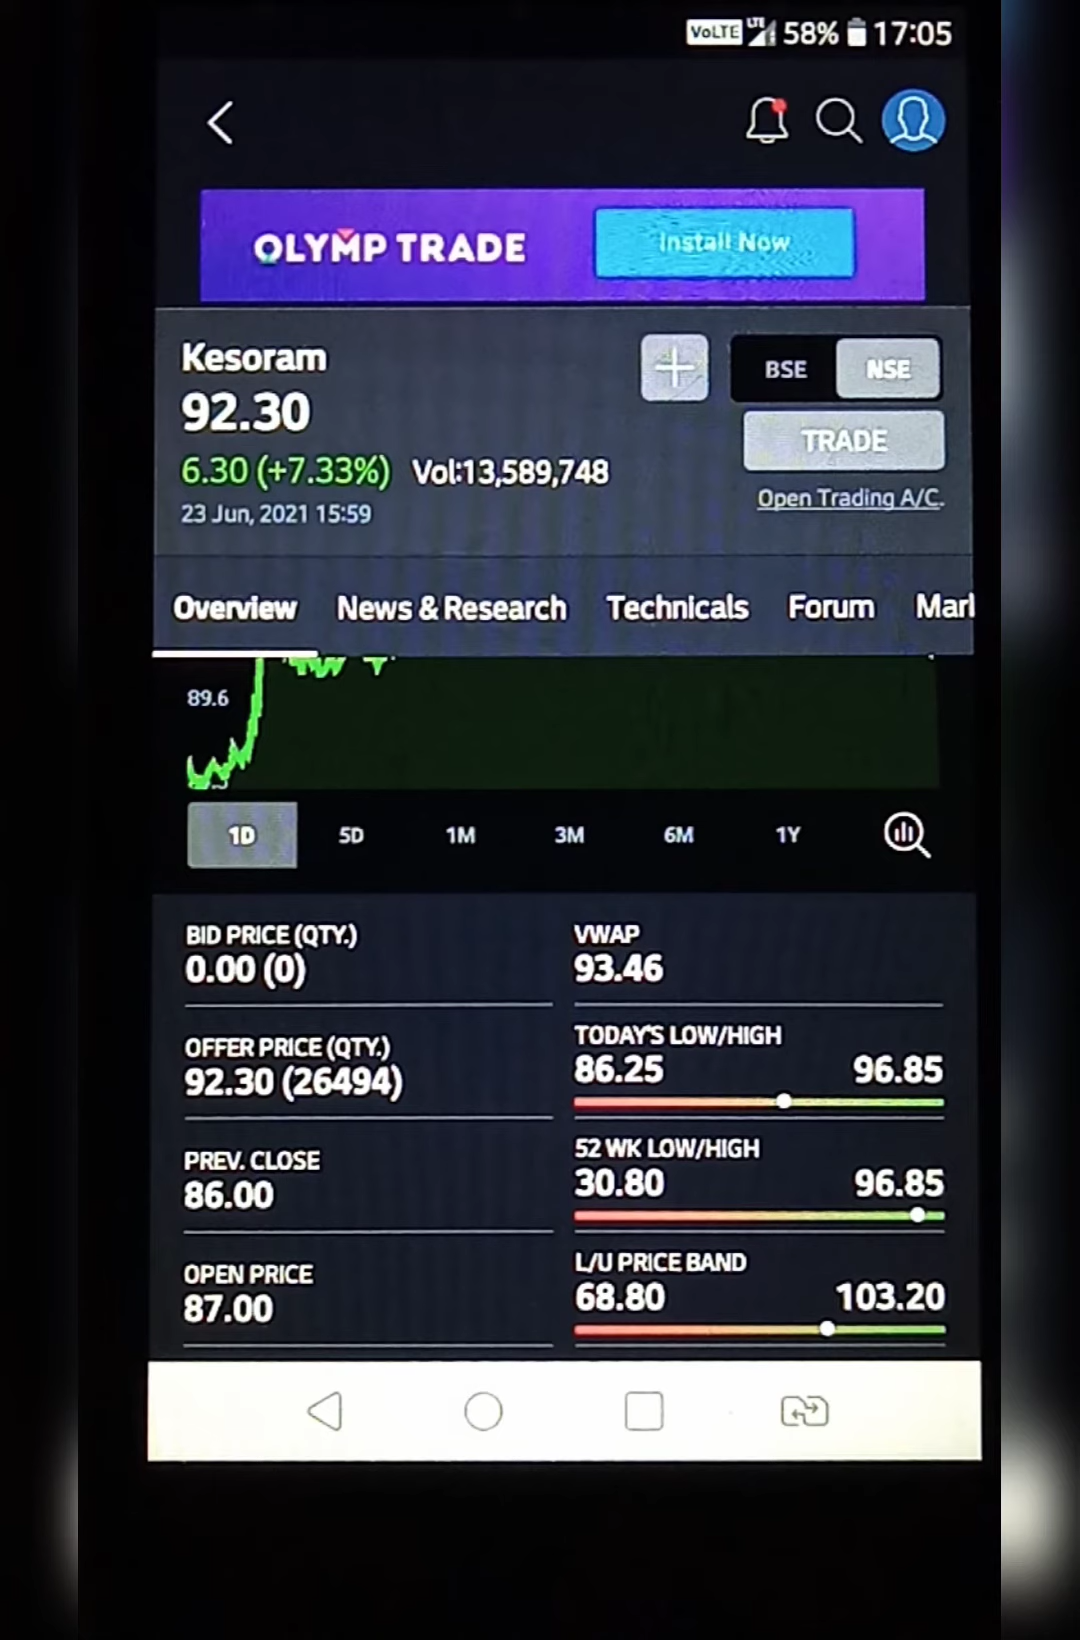 VoLTE LTE 58% 17:05
OLYMP TRADE
Install Now
Kesoram
92.30
6.30 (+7.33%) Vol:13,589,748
23 Jun, 2021 15:59
BSE NSE
TRADE
Open Trading A/C.
Overview News & Research Technicals Forum Mar
89.6
1D 5D 1M 3M 6M 1Y
BID PRICE (QTY.)
0.00 (0)
VWAP
93.46
OFFER PRICE (QTY.)
92.30 (26494)
TODAY'S LOW/HIGH
86.25 96.85
PREV. CLOSE
86.00
52 WK LOW/HIGH
30.80 96.85
OPEN PRICE
87.00
L/U PRICE BAND
68.80 103.20